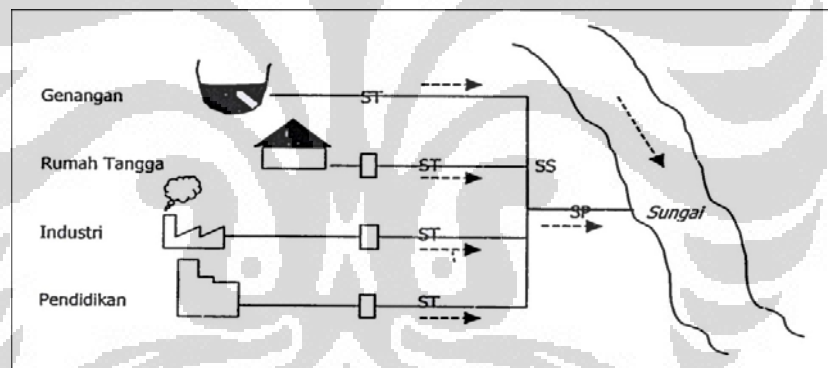 Genangan
ST
Rumah Tangga
ST
SS
Industri
ST
SP
Sungai
Pendidikan
ST